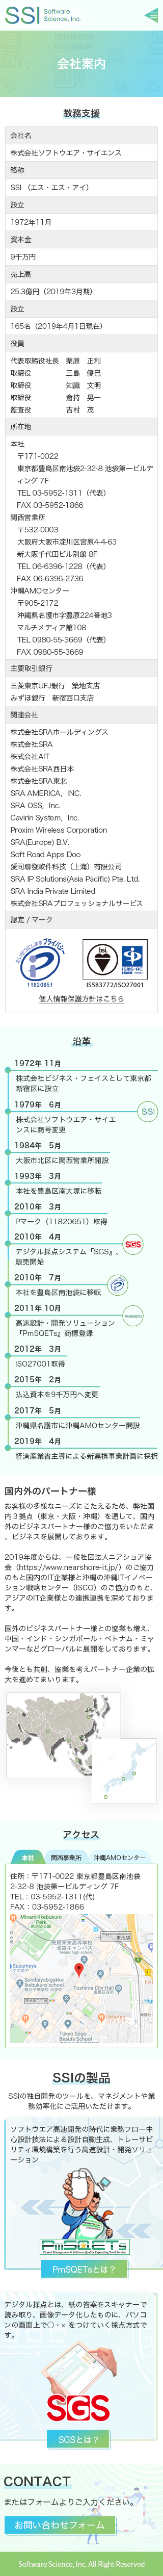 SSI Software
Science, Inc.
会社案内
教務支援
会社名
株式会社ソフトウエア・サイエンス
略称
SSI （エス・エス・アイ）
設立
1972年11月
資本金
9千万円
売上高
25.3億円（2019年3月期）
設立
165名（2019年4月1日現在）
役員
代表取締役社長　栗原　正利
取締役　三島　優巳
取締役　知識　文明
取締役　倉持　晃一
監査役　吉村　茂
所在地
本社
〒171-0022
東京都豊島区南池袋2-32-8 池袋第一ビルデ
ィング 7F
TEL 03-5952-1311（代表）
FAX 03-5952-1866
関西営業所
〒532-0003
大阪府大阪市淀川区宮原4-4-63
新大阪千代田ビル別館 8F
TEL 06-6396-1228（代表）
FAX 06-6396-2736
沖縄AMOセンター
〒905-2172
沖縄県名護市字豊原224番地3
マルチメディア館108
TEL 0980-55-3669（代表）
FAX 0980-55-3669
主要取引銀行
三菱東京UFJ銀行　築地支店
みずほ銀行　新宿西口支店
関連会社
株式会社SRAホールディングス
株式会社SRA
株式会社AIT
株式会社SRA西日本
株式会社SRA東北
SRA AMERICA，INC.
SRA OSS，Inc.
Cavirin System，Inc.
Proxim Wireless Corporation
SRA(Europe) B.V.
Soft Road Apps Doo
愛司聯發軟件科技（上海）有限公司
SRA IP Solutions(Asia Pacific) Pte. Ltd.
SRA India Private Limited
株式会社SRAプロフェッショナルサービス
認定 / マーク
プライバシー
11820651
bsi. ISMS-AC
IS583772/ISO27001
個人情報保護方針はこちら
沿革
1972年 11月
株式会社ビジネス・フェイスとして東京都
新宿区に設立
1979年　6月
株式会社ソフトウエア・サイエ
ンスに商号変更
SSI
1984年　5月
大阪市北区に関西営業所開設
1993年　3月
本社を豊島区南大塚に移転
2010年　3月
Pマーク（11820651）取得
2010年　4月
デジタル採点システム『SGS』、
販売開始
SGS
2010年　7月
本社を豊島区南池袋に移転
2011年 10月
高速設計・開発ソリューション
『PmSQETs』商標登録
2012年　3月
ISO27001取得
2015年　2月
払込資本を9千万円へ変更
2017年　5月
沖縄県名護市に沖縄AMOセンター開設
2019年　4月
経済産業省主導による新連携事業計画に採択
国内外のパートナー様
お客様の多様なニーズにこたえるため、弊社国
内３拠点（東京・大阪・沖縄）を通して、国内
外のビジネスパートナー様のご協力をいただき
、ビジネスを展開しております。
2019年度からは、一般社団法人ニアショア協
会（https://www.nearshore-it.jp/）のご協力
のもと国内のIT企業様と沖縄の沖縄ITイノベー
ション戦略センター（ISCO）のご協力のもと、
アジアのIT企業様との連携連携を深めておりま
す。
国外のビジネスパートナー様との協業も増え、
中国・インド・シンガポール・ベトナム・ミャ
ンマーなどグローバルに展開をしております。
今後とも共創、協業を考えパートナー企業の拡
大を進めてまいります。
アクセス
本社　関西事業所　沖縄AMOセンター
住所：〒171-0022 東京都豊島区南池袋
2-32-8 池袋第一ビルディング 7F
TEL：03-5952-1311(代)
FAX：03-5952-1866
SSIの製品
SSIの独自開発のツールを、マネジメントや業
務効率化にご活用いただけます。
ソフトウエア高速開発の時代に業務フロー中
心設計技法による設計自動生成、トレーサビ
リティ環境構築を行う高速設計・開発ソリュ
ーション
PmSQETs
PmSQETsとは？
デジタル採点とは、紙の答案をスキャナーで
読み取り、画像データ化したものに、パソコ
ンの画面上で○・× をつけていく採点方式で
す。
SGS
SGSとは？
CONTACT
またはフォームよりご入力ください。
お問い合わせフォーム
Software Science, Inc. All Right Reserved